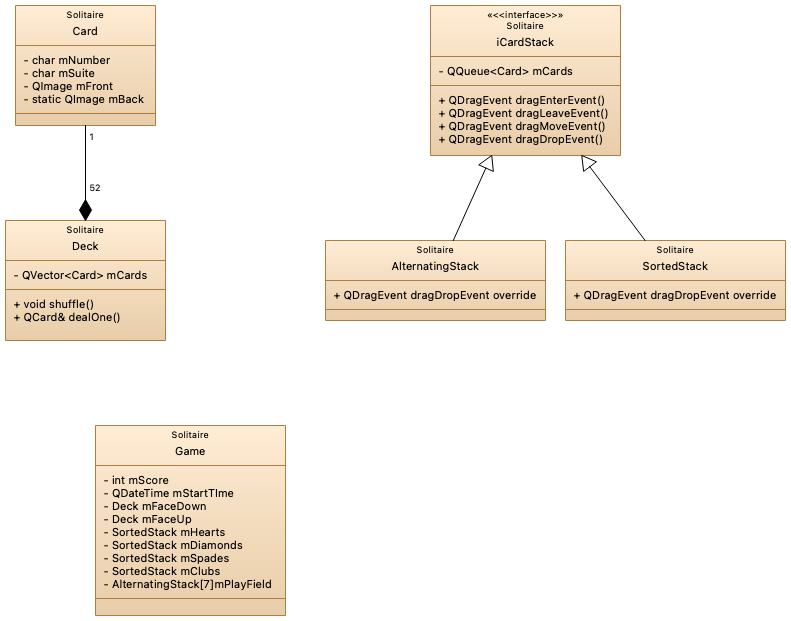 Solitaire
Card
- char mNumber
- char mSuite
- QImage mFront
- static QImage mBack
1
52
Solitaire
Deck
- QVector<Card> mCards
+ void shuffle()
+ QCard& dealOne()
«<<interface>>»
Solitaire
iCardStack
- QQueue<Card> mCards
+ QDragEvent dragEnterEvent()
+ QDragEvent dragLeaveEvent()
+ QDragEvent dragMoveEvent()
+ QDragEvent dragDropEvent()
Solitaire
AlternatingStack
+ QDragEvent dragDropEvent override
Solitaire
SortedStack
+ QDragEvent dragDropEvent override
Solitaire
Game
- int mScore
- QDateTime mStartTIme
- Deck mFaceDown
- Deck mFaceUp
- SortedStack mHearts
- SortedStack mDiamonds
- SortedStack mSpades
- SortedStack mClubs
- AlternatingStack[7]mPlayField